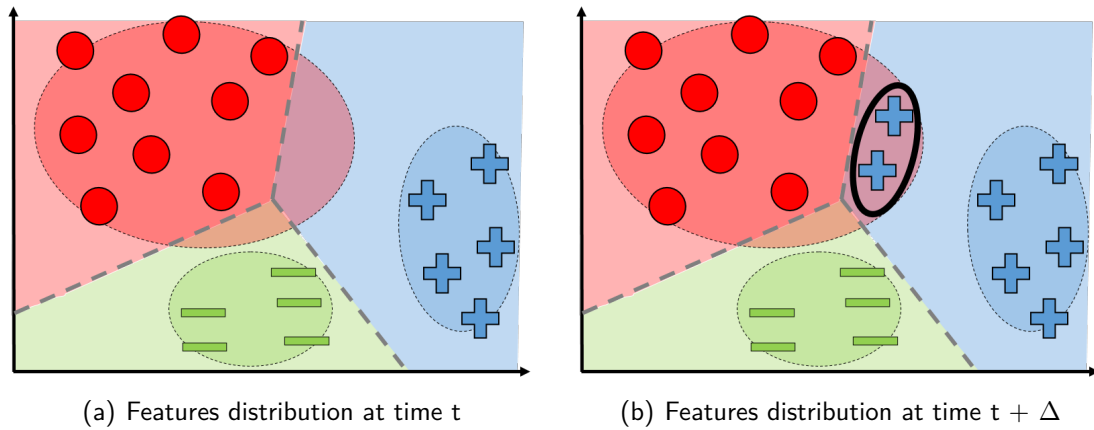 (a) Features distribution at time t
(b) Features distribution at time t + Δ